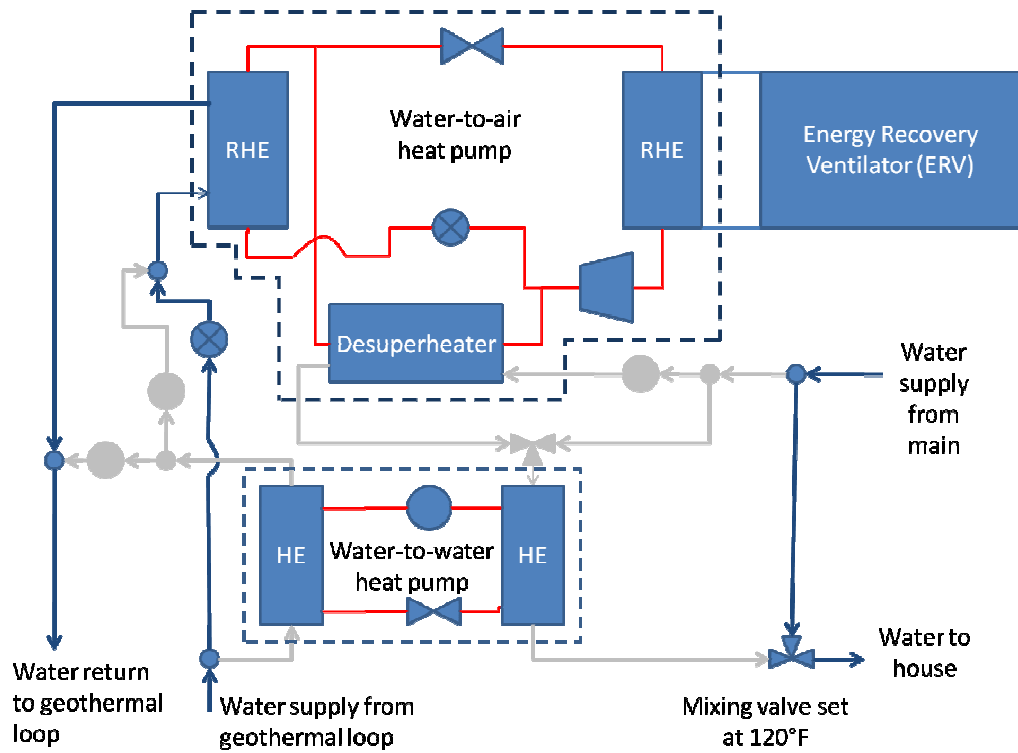 RHE
Water-to-air
heat pump
RHE
Energy Recovery
Ventilator (ERV)
Desuperheater
Water
supply
from
main
HE
Water-to-water
heat pump
HE
Water return
to geothermal
loop
Water supply from
geothermal loop
Mixing valve set
at 120°F
Water to
house